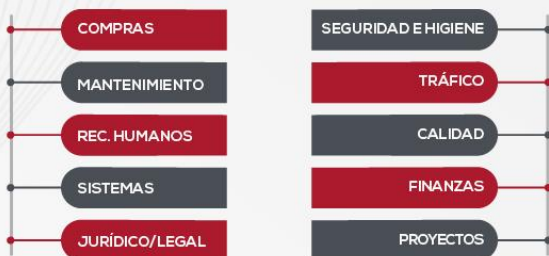 COMPRAS
MANTENIMIENTO
REC. HUMANOS
SISTEMAS
JURÍDICO/LEGAL
SEGURIDAD E HIGIENE
TRÁFICO
CALIDAD
FINANZAS
PROYECTOS